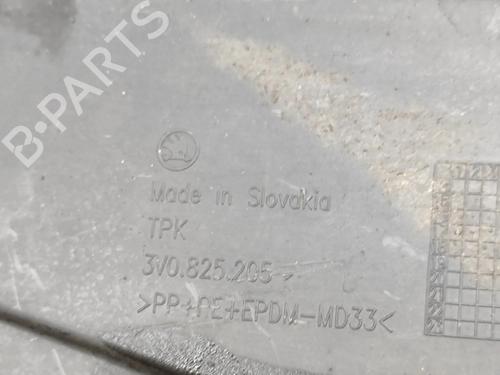 B-PARTS
Made in Slovakia
TPK
3V0.825.205
>PP+PE+EPDM-MD33<